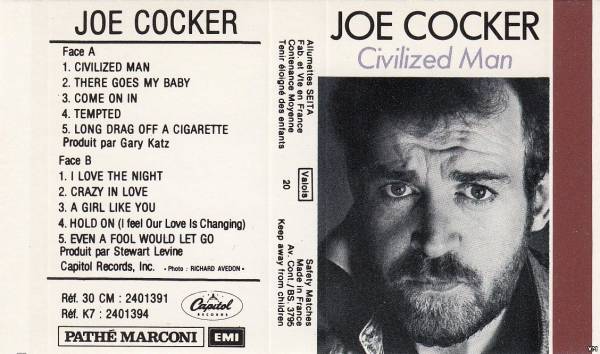 JOE COCKER
Face A
1. CIVILIZED MAN
2. THERE GOES MY BABY
3. COME ON IN
4. TEMPTED
5. LONG DRAG OFF A CIGARETTE
Produit par Gary Katz
Face B
1. I LOVE THE NIGHT
2. CRAZY IN LOVE
3. A GIRL LIKE YOU
4. HOLD ON (I feel Our Love Is Changing)
5. EVEN A FOOL WOULD LET GO
Produit par Stewart Levine
Capitol Records, Inc. • Photo : RICHARD AVEDON •
Réf. 30 CM : 2401391
Réf. K7 : 2401394
Capitol
RECORDS
PATHÉ MARCONI EMI
Allumettes SEITA
Fab. et Vte en France
Contenance Moyenne
Tenir éloigné des enfants
Valois
20
Safety Matches
Made in France
Av. Cont / BS. 3795
Keep away from children
JOE COCKER
Civilized Man